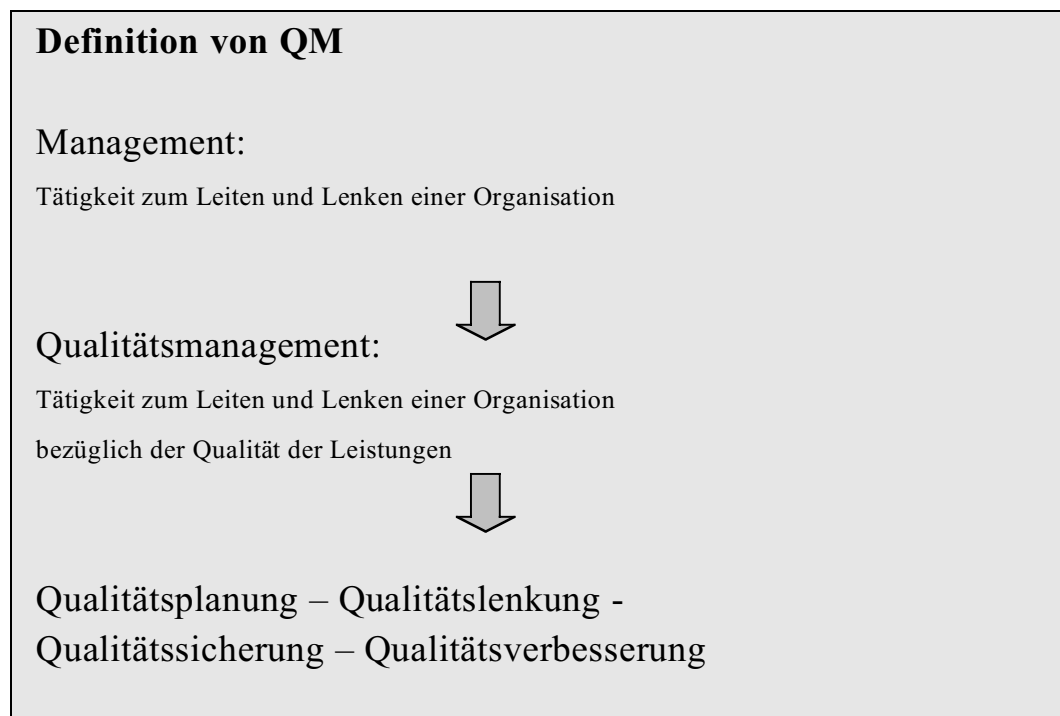 Definition von QM
Management:
Tätigkeit zum Leiten und Lenken einer Organisation
Qualitätsmanagement:
Tätigkeit zum Leiten und Lenken einer Organisation
bezüglich der Qualität der Leistungen
Qualitätsplanung – Qualitätslenkung -
Qualitätssicherung – Qualitätsverbesserung